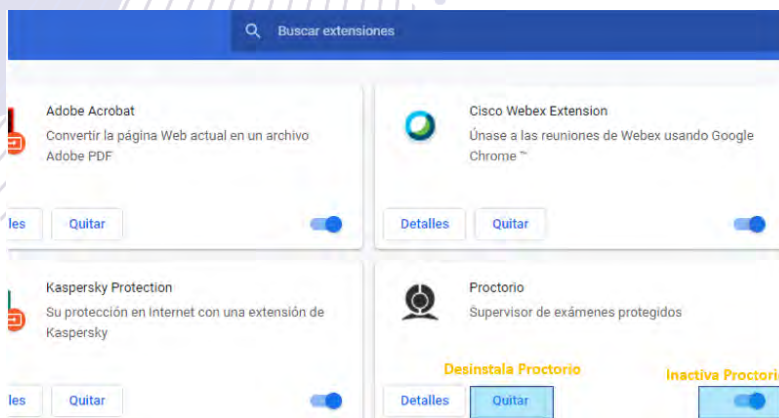 Buscar extensiones
Adobe Acrobat
Convertir la página Web actual en un archivo
Adobe PDF
Quitar
Cisco Webex Extension
Únase a las reuniones de Webex usando Google
Chrome ™
Detalles
Quitar
Kaspersky Protection
Su protección en Internet con una extensión de
Kaspersky
Quitar
Proctorio
Supervisor de exámenes protegidos
Desinstala Proctorio
Inactiva Proctorio
Detalles
Quitar